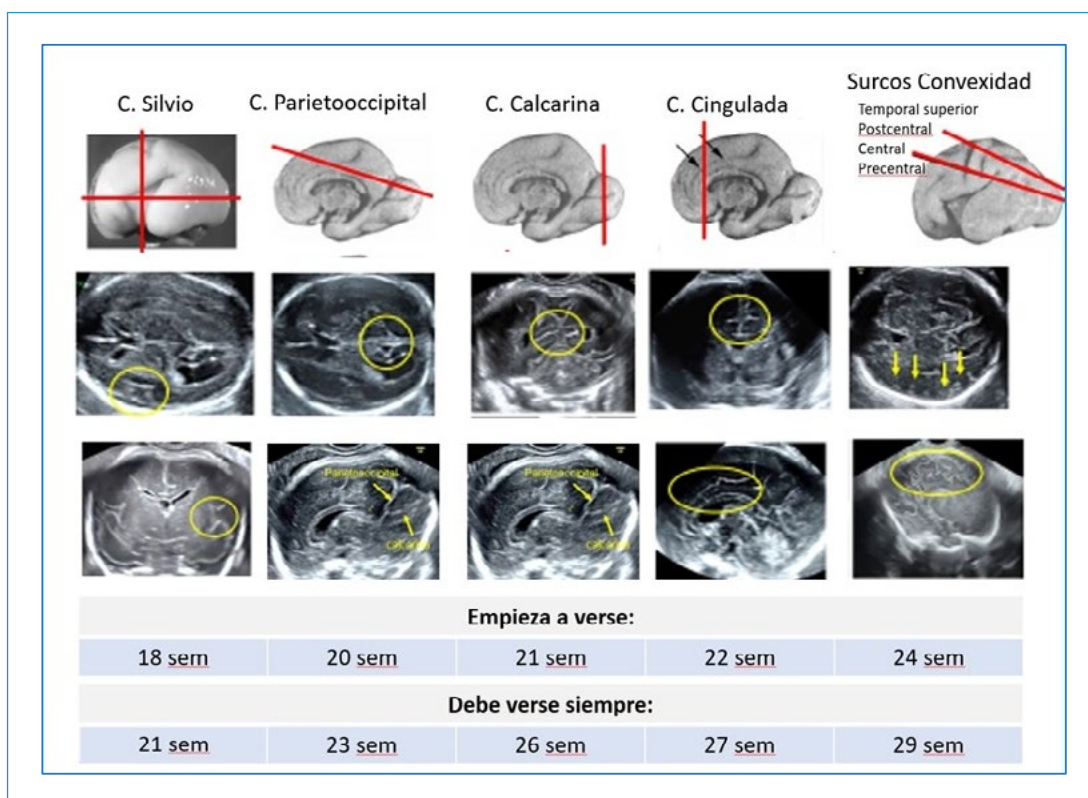 C. Silvio
C. Parietooccipital
C. Calcarina
C. Cingulada
Surcos Convexidad
Temporal superior
Postcentral
Central
Precentral
Parietooccipital
Parietooccipital
Empieza a verse:
18 sem 20 sem 21 sem 22 sem 24 sem
Debe verse siempre:
21 sem 23 sem 26 sem 27 sem 29 sem